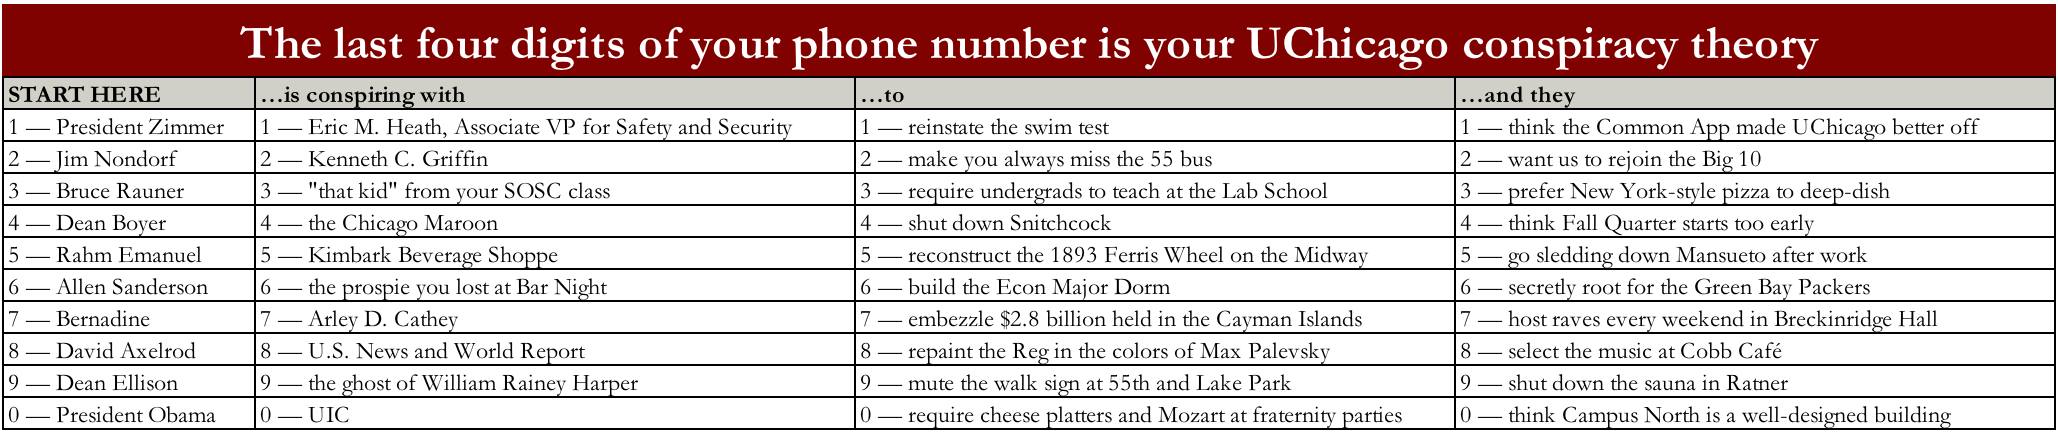 The last four digits of your phone number is your UChicago conspiracy theory
START HERE …is conspiring with …to …and they
1 — President Zimmer 1 — Eric M. Heath, Associate VP for Safety and Security 1 — reinstate the swim test 1 — think the Common App made UChicago better off
2 — Jim Nondorf 2 — Kenneth C. Griffin 2 — make you always miss the 55 bus 2 — want us to rejoin the Big 10
3 — Bruce Rauner 3 — "that kid" from your SOSC class 3 — require undergrads to teach at the Lab School 3 — prefer New York-style pizza to deep-dish
4 — Dean Boyer 4 — the Chicago Maroon 4 — shut down Snitchcock 4 — think Fall Quarter starts too early
5 — Rahm Emanuel 5 — Kimbark Beverage Shoppe 5 — reconstruct the 1893 Ferris Wheel on the Midway 5 — go sledding down Mansueto after work
6 — Allen Sanderson 6 — the prospie you lost at Bar Night 6 — build the Econ Major Dorm 6 — secretly root for the Green Bay Packers
7 — Bernadine 7 — Arley D. Cathey 7 — embezzle $2.8 billion held in the Cayman Islands 7 — host raves every weekend in Breckinridge Hall
8 — David Axelrod 8 — U.S. News and World Report 8 — repaint the Reg in the colors of Max Palevsky 8 — select the music at Cobb Café
9 — Dean Ellison 9 — the ghost of William Rainey Harper 9 — mute the walk sign at 55th and Lake Park 9 — shut down the sauna in Ratner
0 — President Obama 0 — UIC 0 — require cheese platters and Mozart at fraternity parties 0 — think Campus North is a well-designed building